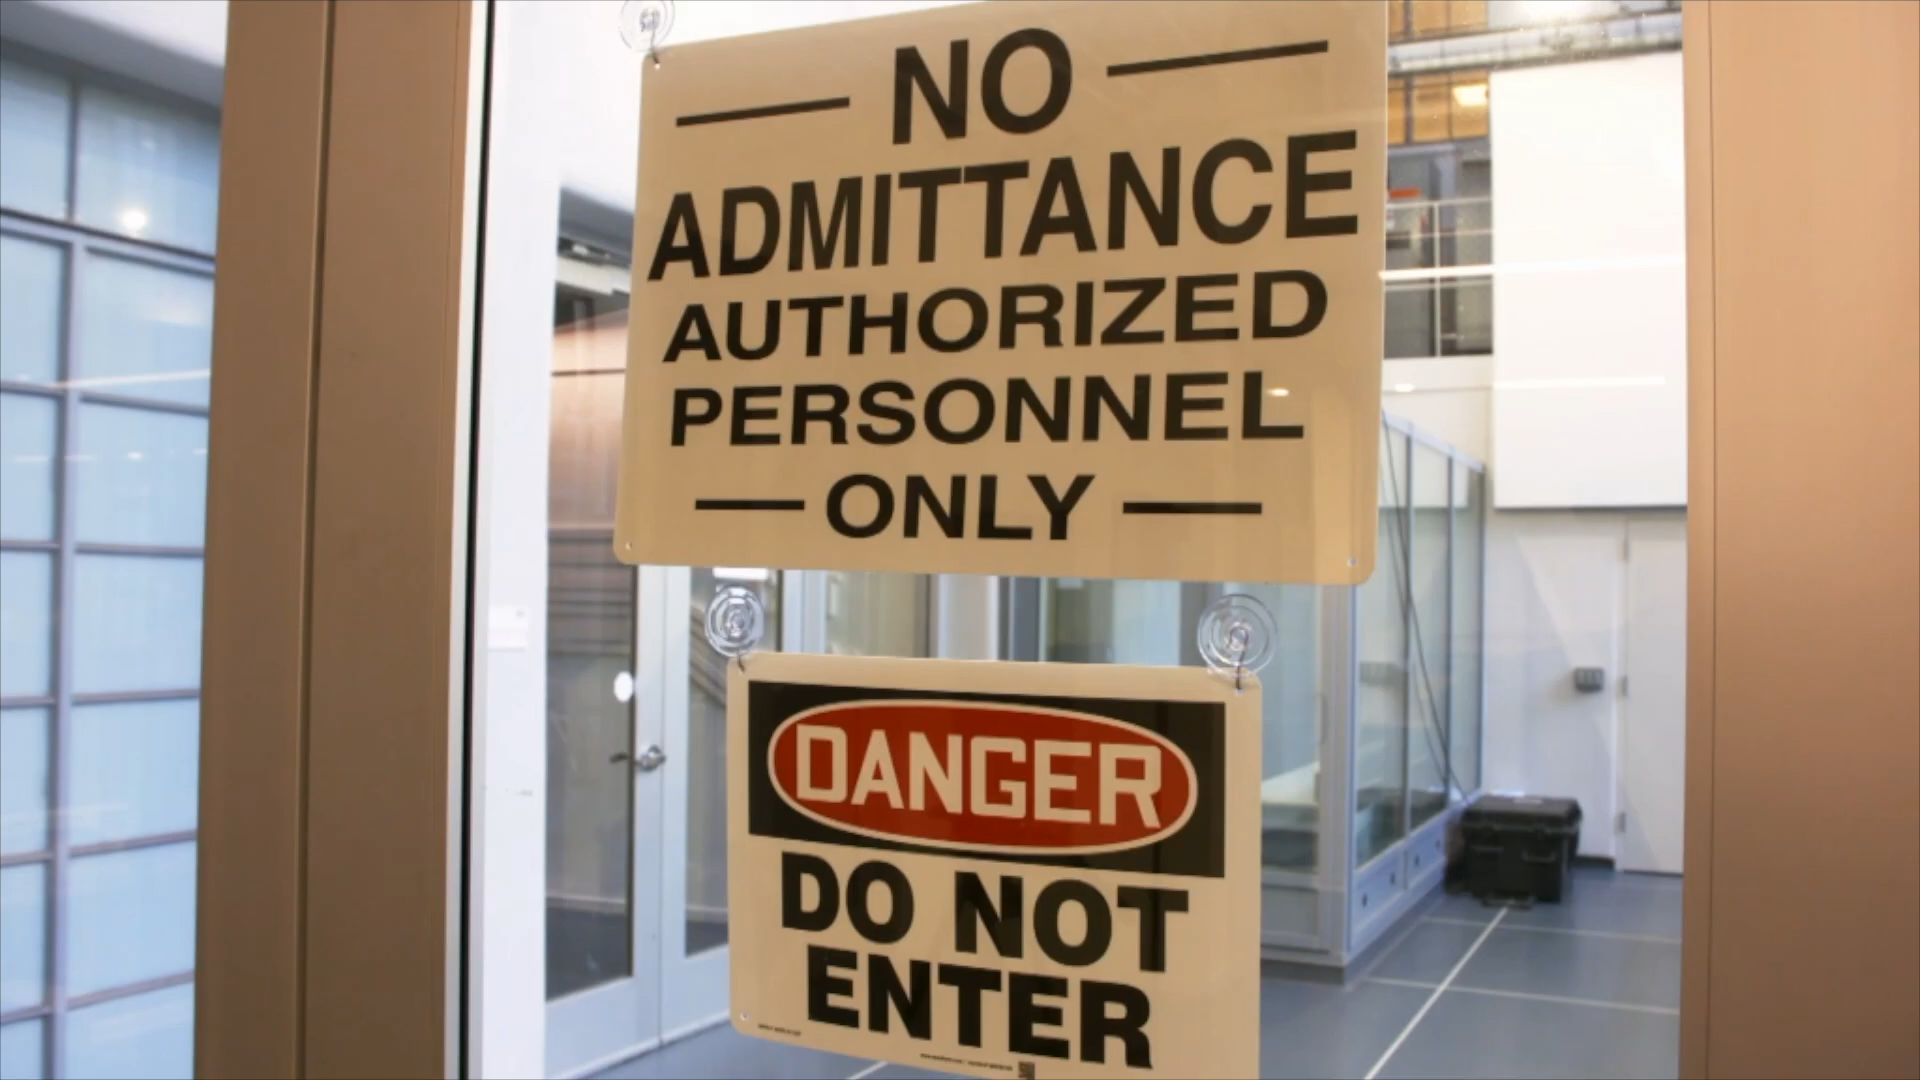 NO
ADMITTANCE
AUTHORIZED
PERSONNEL
ONLY
DANGER
DO NOT
ENTER